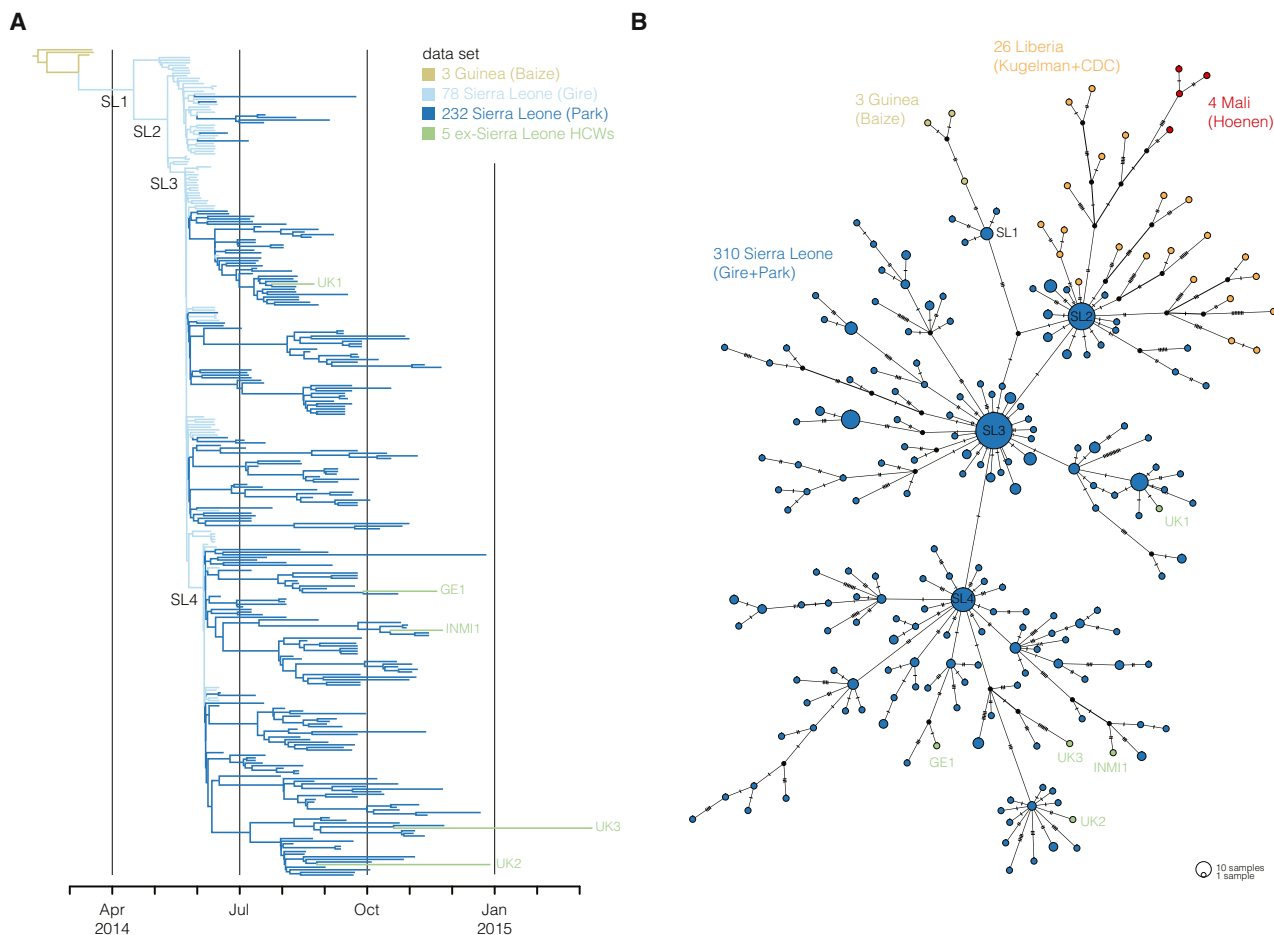 A
data set
3 Guinea (Baize)
78 Sierra Leone (Gire)
232 Sierra Leone (Park)
5 ex-Sierra Leone HCWs
SL1
SL2
SL3
UK1
GE1
SL4
INMI1
UK3
UK2
Apr
2014
Jul
Oct
Jan
2015
B
26 Liberia
(Kugelman+CDC)
3 Guinea
(Baize)
4 Mali
(Hoenen)
SL1
310 Sierra Leone
(Gire+Park)
SL2
SL3
UK1
SL4
GE1
UK3
INMI1
UK2
10 samples
1 sample